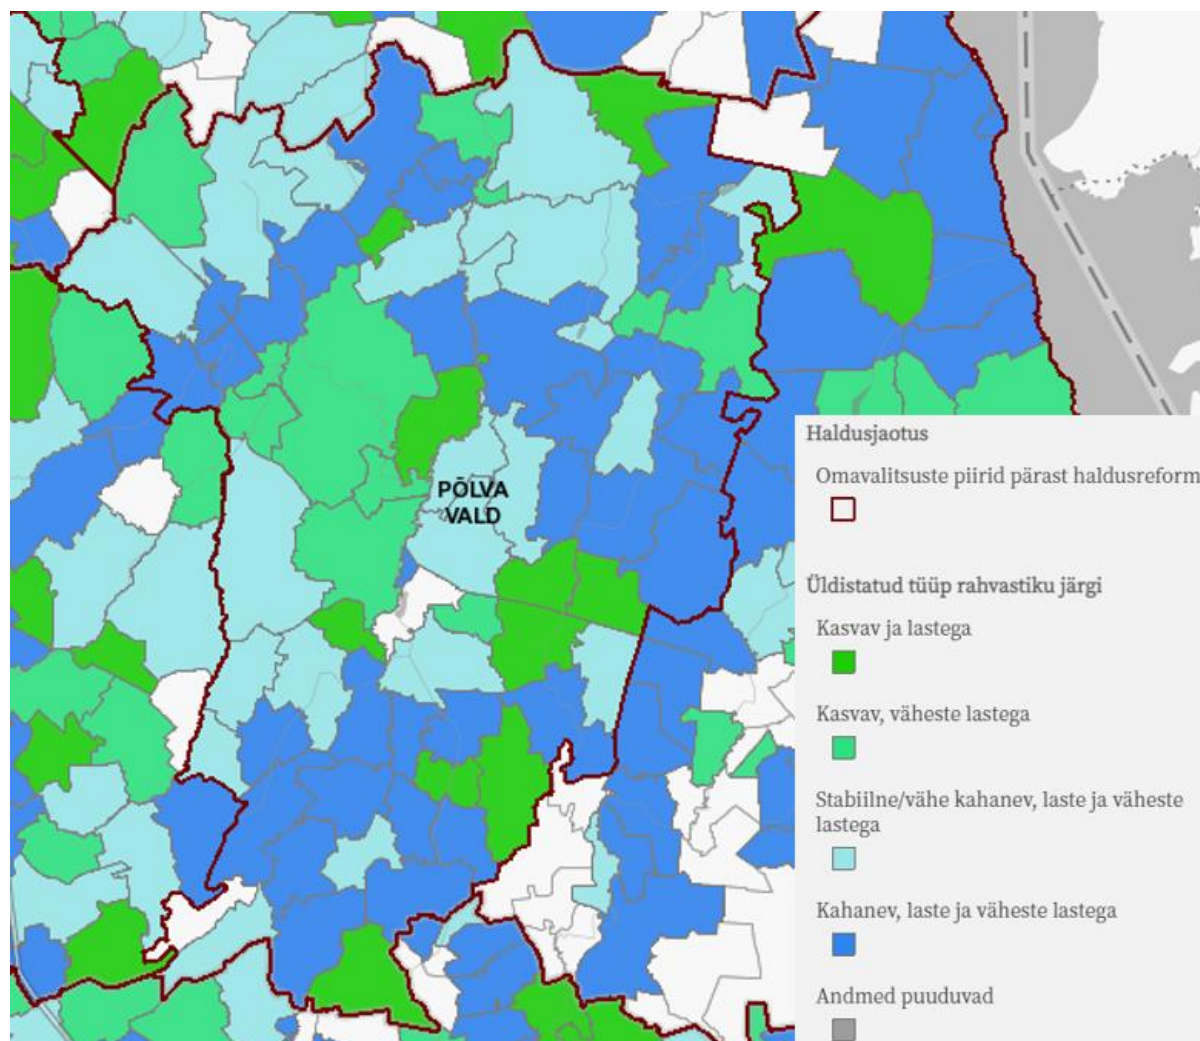 PÕLVA
VALD
Haldusjaotus
Omavalitsuste piirid pärast haldusreform
Üldistatud tüüp rahvastiku järgi
Kasvav ja lastega
Kasvav, väheste lastega
Stabiilne/vähe kahanev, laste ja väheste
lastega
Kahanev, laste ja väheste lastega
Andmed puuduvad